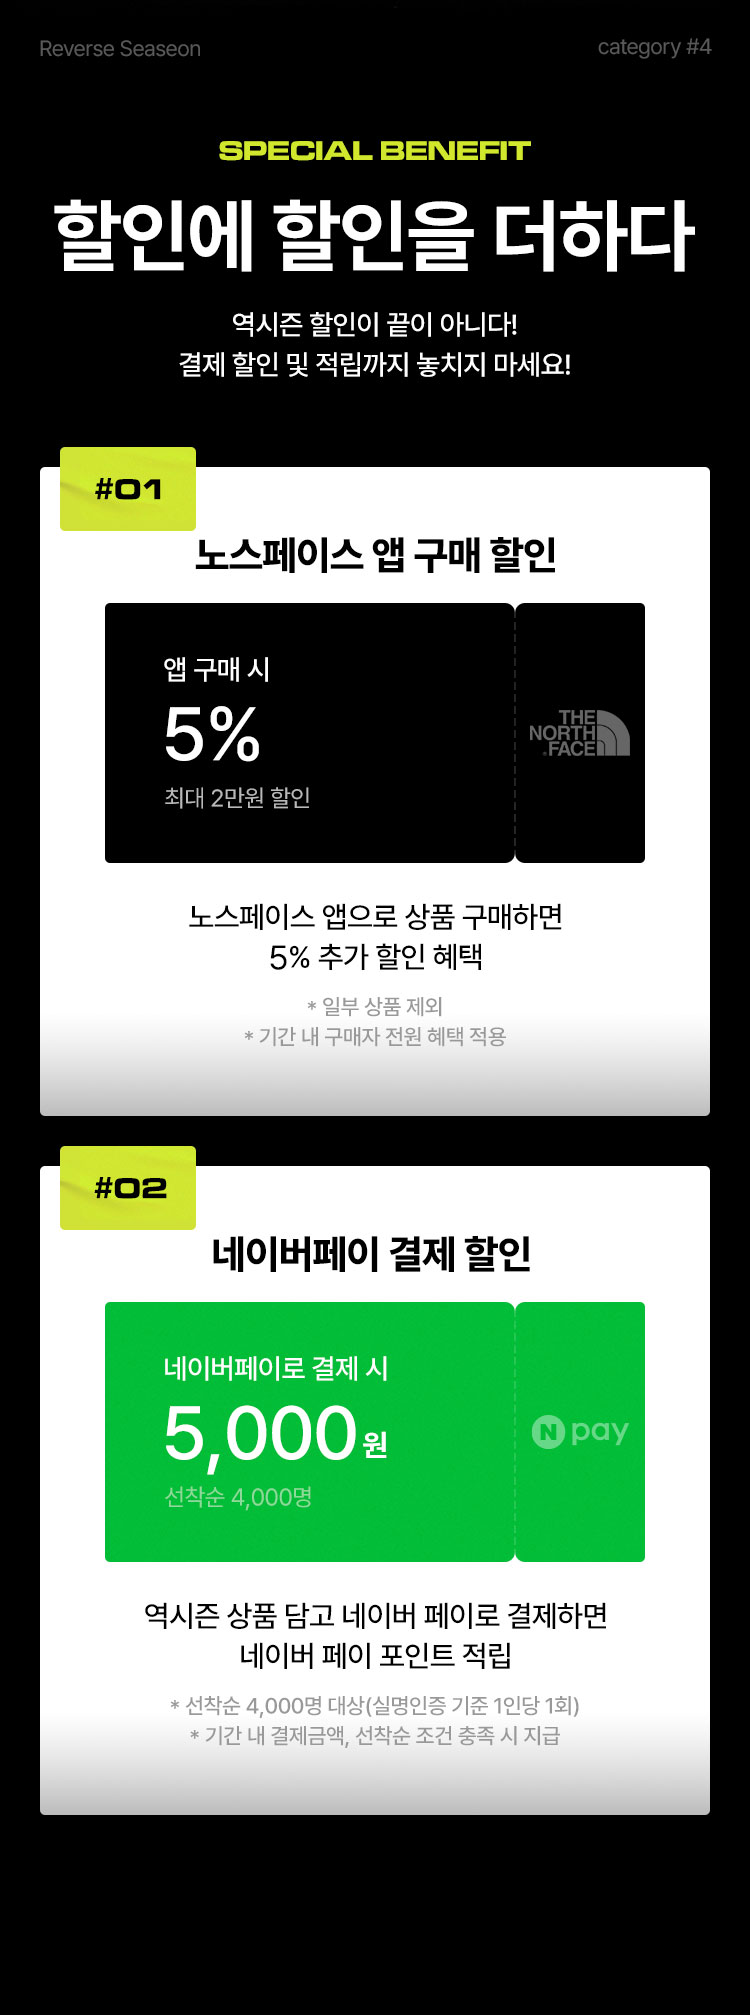 Reverse Seaseon
category #4
SPECIAL BENEFIT
할인에 할인을 더하다
역시즌 할인이 끝이 아니다!
결제 할인 및 적립까지 놓치지 마세요!
#01
노스페이스 앱 구매 할인
앱 구매 시
5%
최대 2만원 할인
THE
NORTH
FACE
노스페이스 앱으로 상품 구매하면
5% 추가 할인 혜택
* 일부 상품 제외
* 기간 내 구매자 전원 혜택 적용
#02
네이버페이 결제 할인
네이버페이로 결제 시
5,000원
선착순 4,000명
N pay
역시즌 상품 담고 네이버 페이로 결제하면
네이버 페이 포인트 적립
* 선착순 4,000명 대상(실명인증 기준 1인당 1회)
* 기간 내 결제금액, 선착순 조건 충족 시 지급